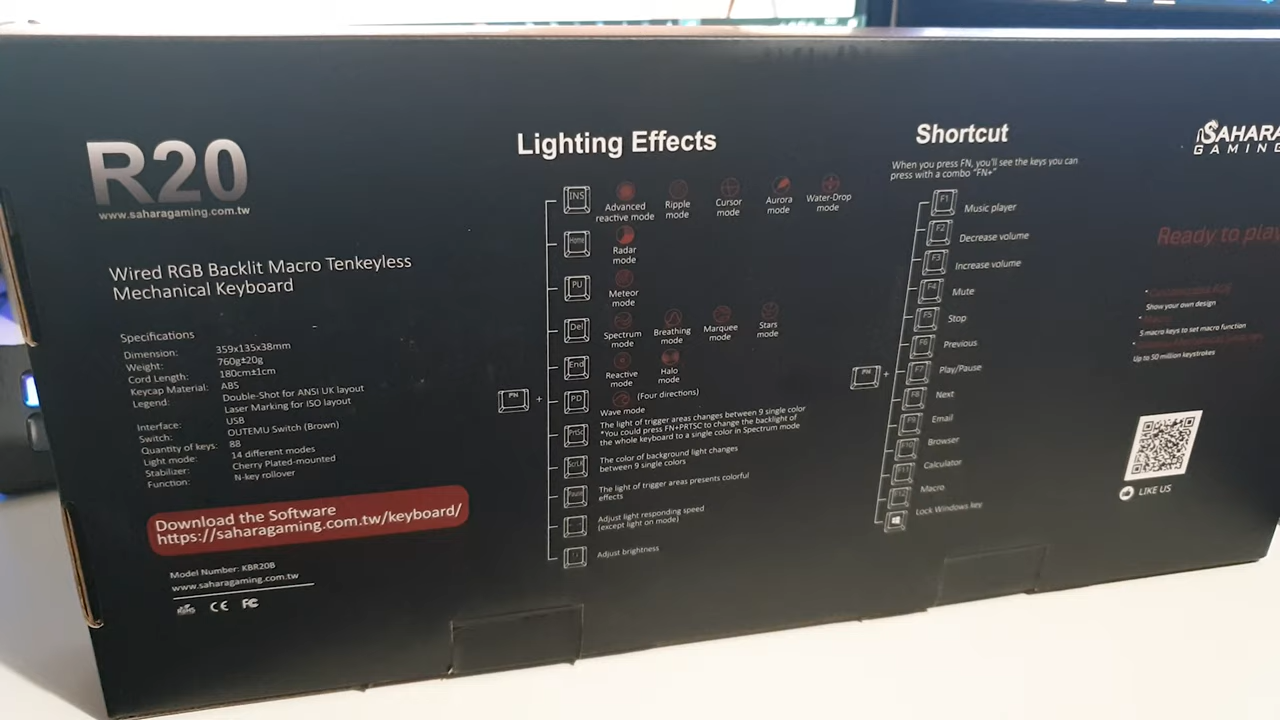 R20
www.saharagaming.com.tw
Wired RGB Backlit Macro Tenkeyless
Mechanical Keyboard
Specifications
Dimension: 359x135x38mm
Weight: 760g±20g
Cord Length: 180cm±1cm
Keycap Material: ABS
Legend: Double-Shot for ANSI UK layout
Laser Marking for ISO layout
Interface: USB
Switch: OUTEMU Switch (Brown)
Quantity of keys: 88
Light mode: 14 different modes
Stabilizer: Cherry Plated-mounted
Function: N-key rollover
Download the Software
https://saharagaming.com.tw/keyboard/
Model Number: KBR20B
www.saharagaming.com.tw
RoHS CE FC
Lighting Effects
FN +
INS
Advanced reactive mode
Ripple mode
Cursor mode
Aurora mode
Water-Drop mode
Home
Radar mode
PU
Meteor mode
Del
Spectrum mode
Breathing mode
Marquee mode
Stars mode
End
Reactive mode
Halo mode
PD
(Four directions)
Wave mode
PrtSc
The light of trigger areas changes between 9 single color
*You could press FN+PRTSC to change the backlight of
the whole keyboard to a single color in Spectrum mode
ScrLK
The color of background light changes
between 9 single colors
Pause
The light of trigger areas presents colorful
effects
Adjust light responding speed
(except light on mode)
Adjust brightness
Shortcut
When you press FN, you'll see the keys you can
press with a combo "FN+"
FN +
F1 Music player
F2 Decrease volume
F3 Increase volume
F4 Mute
F5 Stop
F6 Previous
F7 Play/Pause
F8 Next
F9 Email
F10 Browser
F11 Calculator
F12 Macro
Lock Windows key
SAHARA
GAMING
Ready to play
Show your own design
5 macro keys to set macro function
Up to 50 million keystrokes
LIKE US